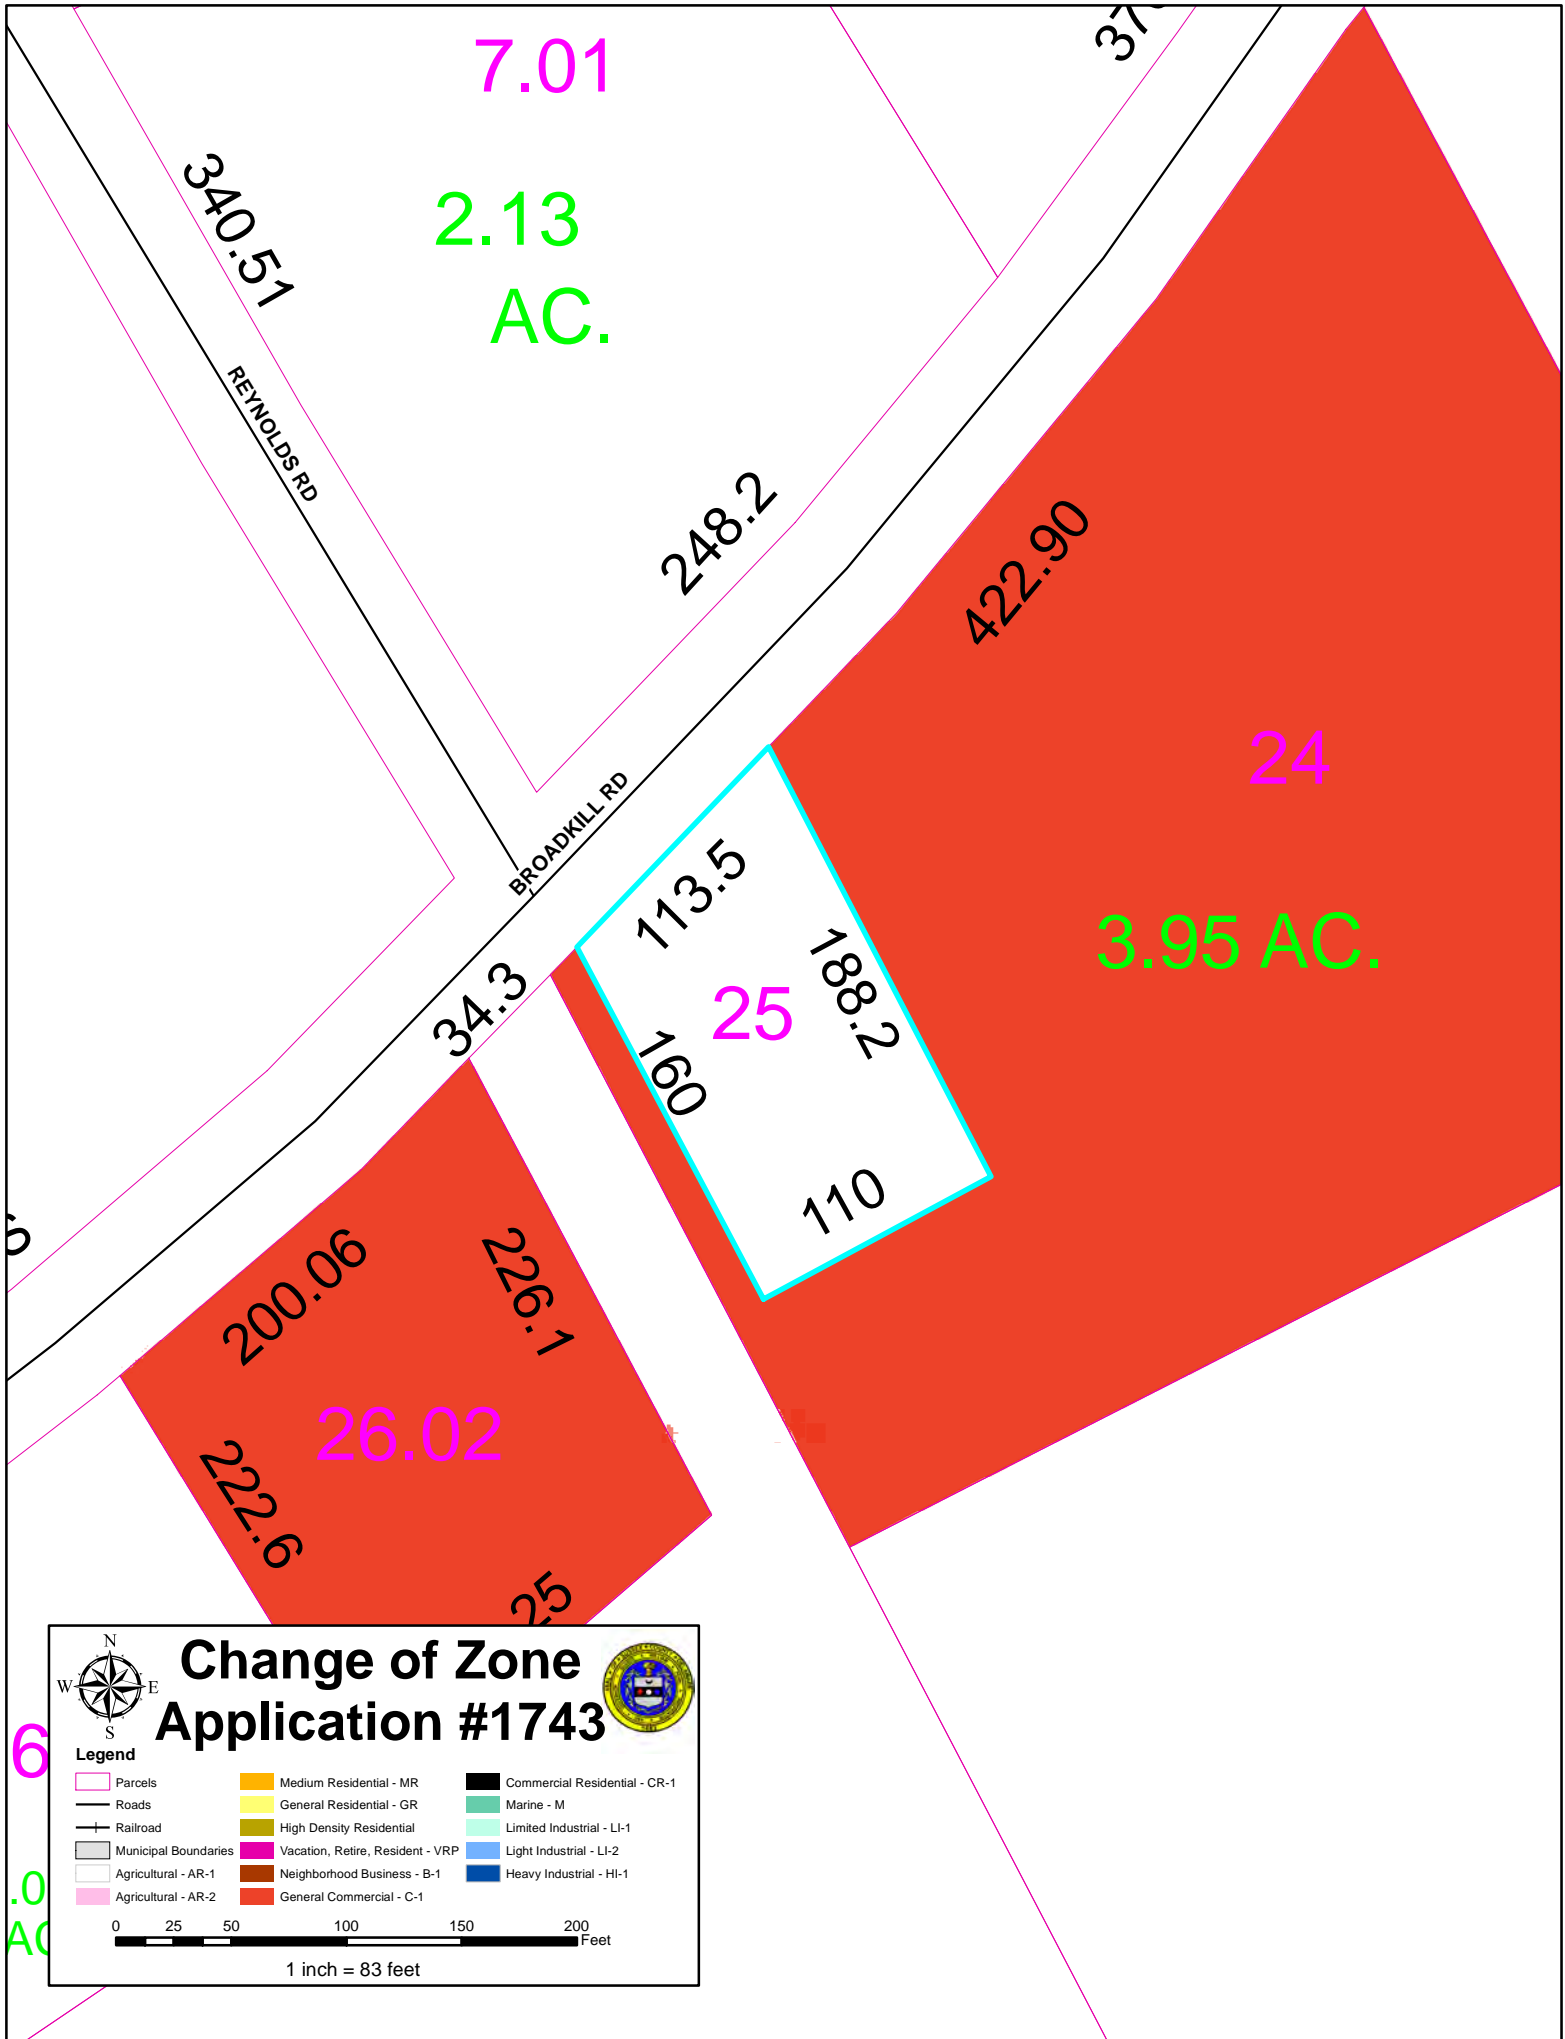 7.01
340.51
2.13
AC.
REYNOLDS RD
248.2
422.90
24
BROADKILL RD
113.5
3.95 AC.
188.2
34.3
25
160
110
200.06
226.1
26.02
222.6
25
N
W
E
S
Change of Zone
Application #1743
Legend
Parcels
Roads
Railroad
Municipal Boundaries
Agricultural - AR-1
Agricultural - AR-2
Medium Residential - MR
General Residential - GR
High Density Residential
Vacation, Retire, Resident - VRP
Neighborhood Business - B-1
General Commercial - C-1
Commercial Residential - CR-1
Marine - M
Limited Industrial - LI-1
Light Industrial - LI-2
Heavy Industrial - HI-1
6
.0
AC
0 25 50 100 150 200
Feet
1 inch = 83 feet